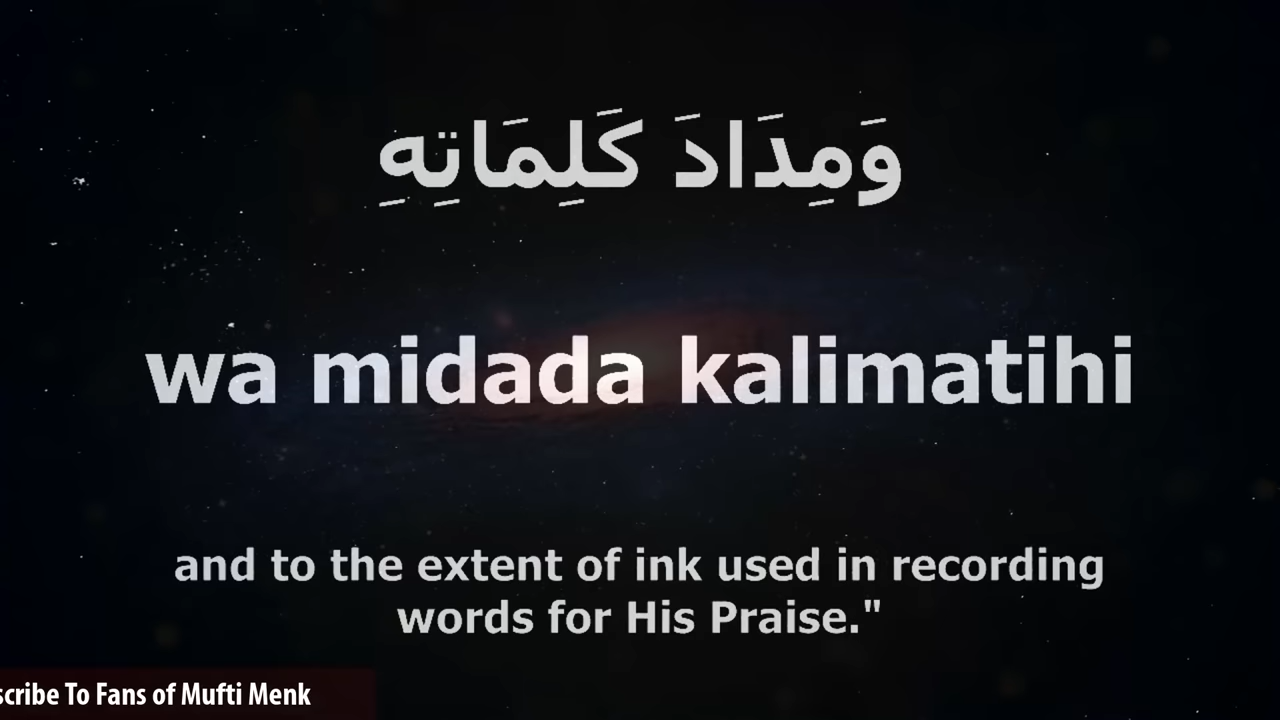 وَمِدَادَ كَلِمَاتِهِ
wa midada kalimatihi
and to the extent of ink used in recording
words for His Praise."
scribe To Fans of Mufti Menk